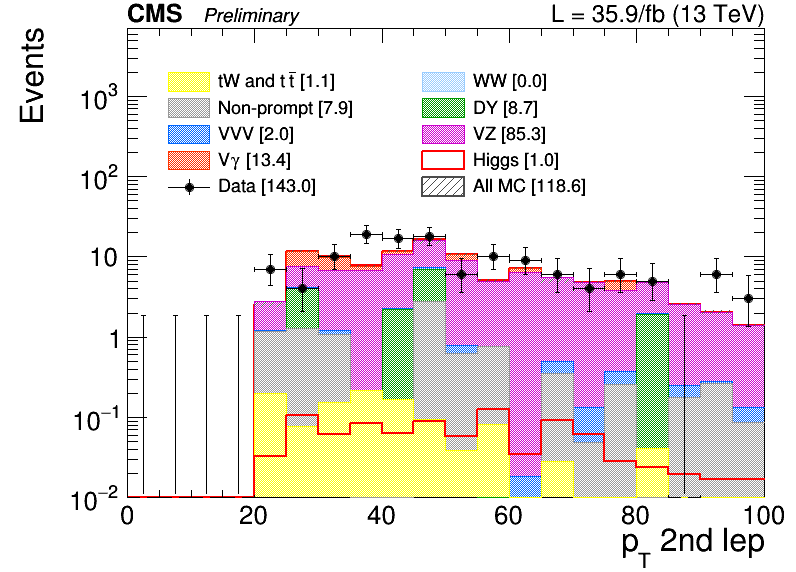 CMS Preliminary L = 35.9/fb (13 TeV)
Events
tW and t t̄ [1.1] WW [0.0]
Non-prompt [7.9] DY [8.7]
VVV [2.0] VZ [85.3]
Vγ [13.4] Higgs [1.0]
Data [143.0] All MC [118.6]
10³
10²
10
1
10⁻¹
10⁻²
0 20 40 60 80 100
p_T 2nd lep